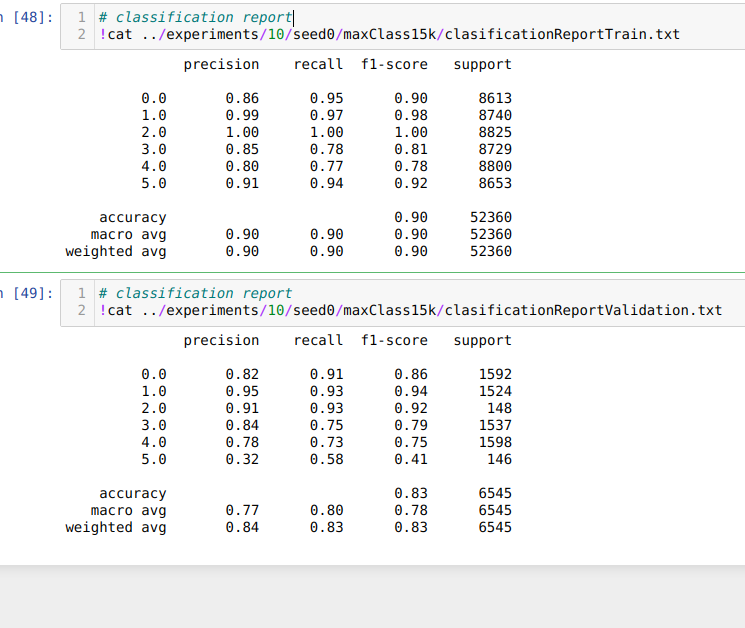 n [48]:
1 # classification report
2 !cat ../experiments/10/seed0/maxClass15k/clasificationReportTrain.txt
precision recall f1-score support
0.0 0.86 0.95 0.90 8613
1.0 0.99 0.97 0.98 8740
2.0 1.00 1.00 1.00 8825
3.0 0.85 0.78 0.81 8729
4.0 0.80 0.77 0.78 8800
5.0 0.91 0.94 0.92 8653
accuracy 0.90 52360
macro avg 0.90 0.90 0.90 52360
weighted avg 0.90 0.90 0.90 52360
n [49]:
1 # classification report
2 !cat ../experiments/10/seed0/maxClass15k/clasificationReportValidation.txt
precision recall f1-score support
0.0 0.82 0.91 0.86 1592
1.0 0.95 0.93 0.94 1524
2.0 0.91 0.93 0.92 148
3.0 0.84 0.75 0.79 1537
4.0 0.78 0.73 0.75 1598
5.0 0.32 0.58 0.41 146
accuracy 0.83 6545
macro avg 0.77 0.80 0.78 6545
weighted avg 0.84 0.83 0.83 6545